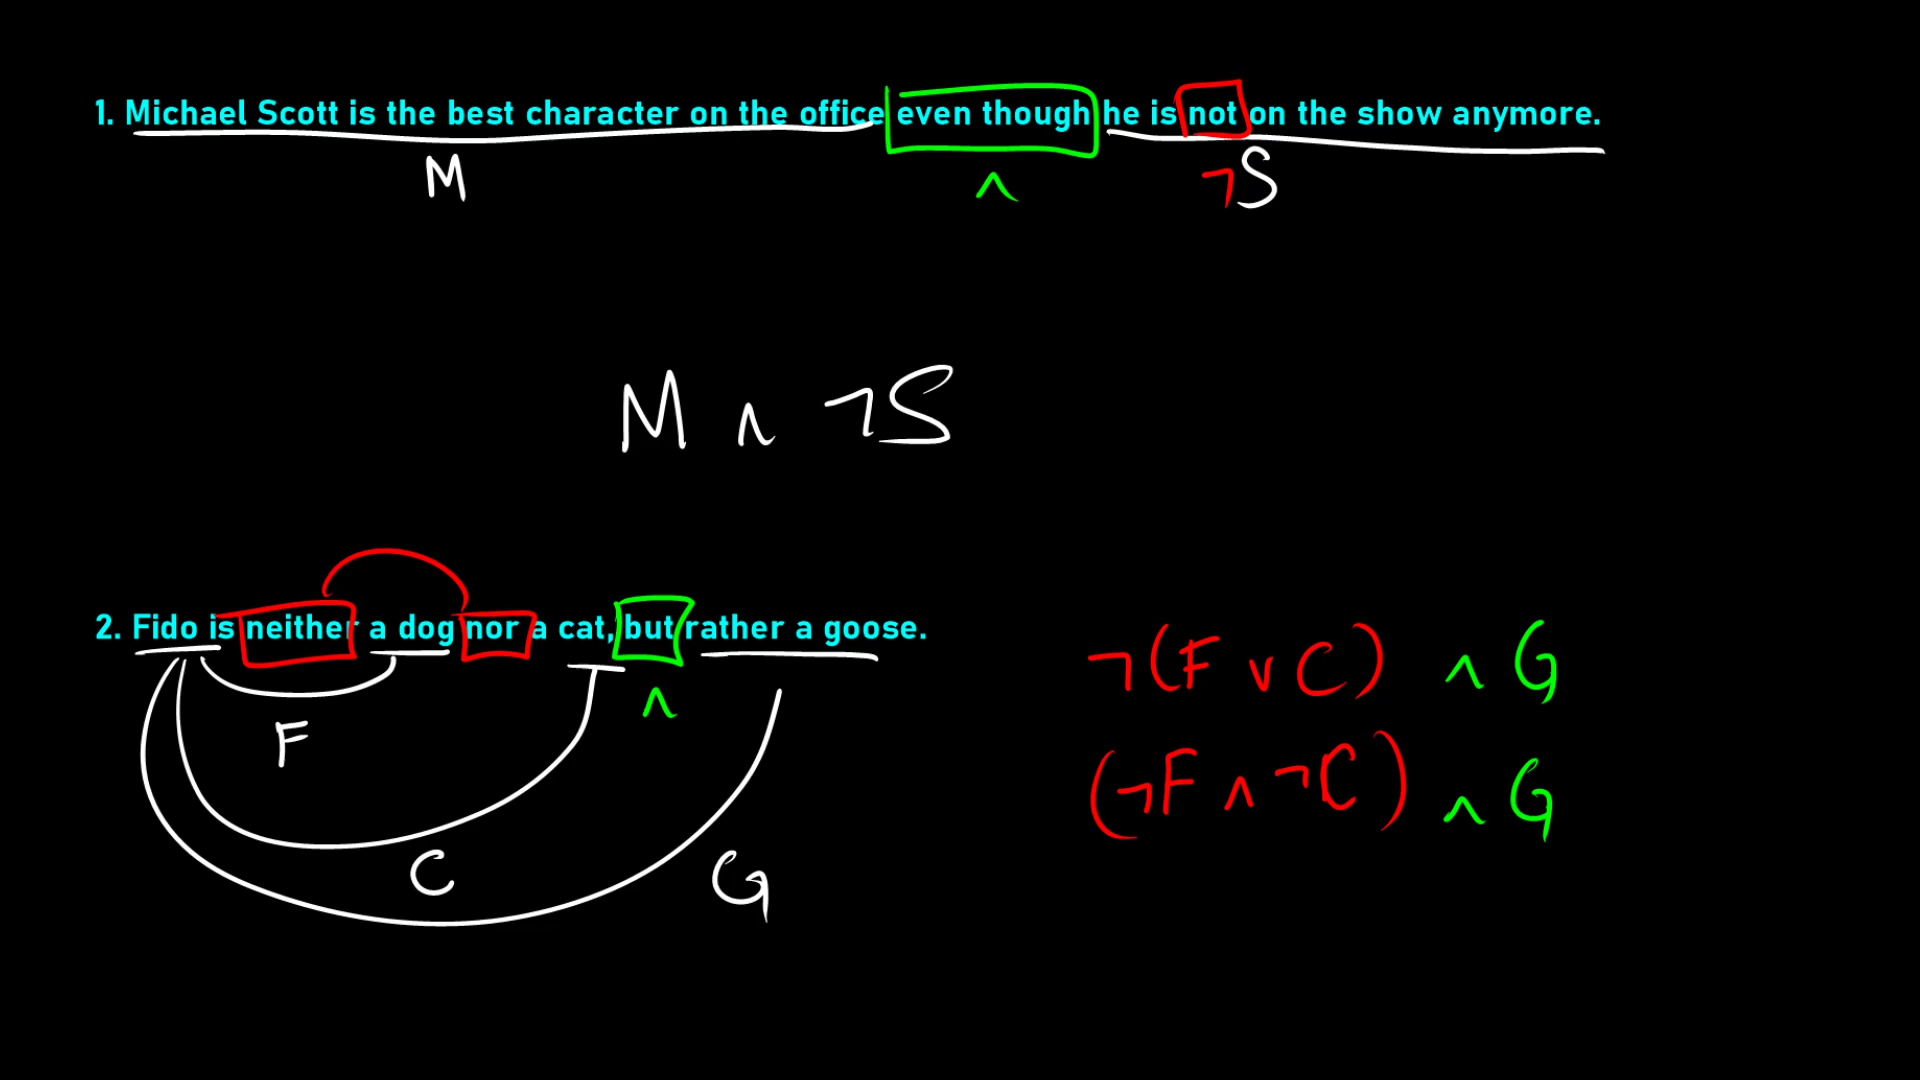 1. Michael Scott is the best character on the office even though he is not on the show anymore.
M ∧ ¬S
M ∧ ¬S
2. Fido is neither a dog nor a cat, but rather a goose.
¬(F ∨ C) ∧ G
∧
F
(¬F ∧ ¬C) ∧ G
C G